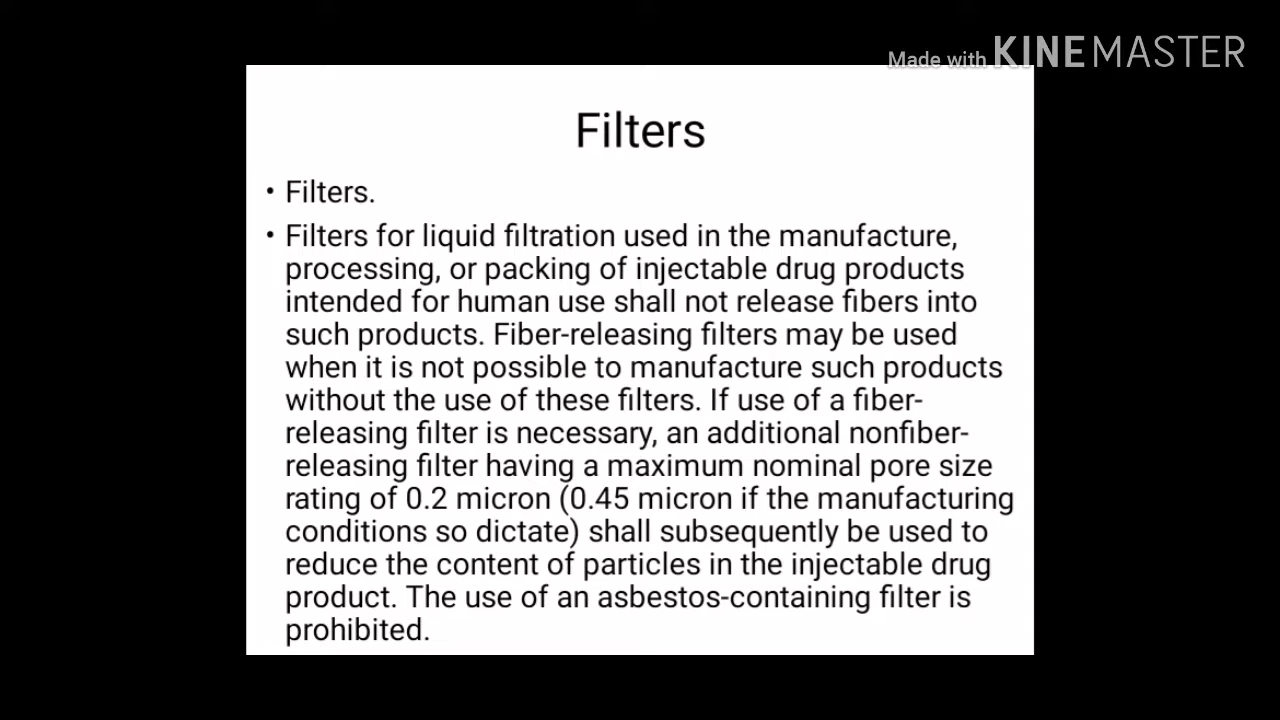 Made with KINEMASTER
Filters
• Filters.
• Filters for liquid filtration used in the manufacture,
processing, or packing of injectable drug products
intended for human use shall not release fibers into
such products. Fiber-releasing filters may be used
when it is not possible to manufacture such products
without the use of these filters. If use of a fiber-
releasing filter is necessary, an additional nonfiber-
releasing filter having a maximum nominal pore size
rating of 0.2 micron (0.45 micron if the manufacturing
conditions so dictate) shall subsequently be used to
reduce the content of particles in the injectable drug
product. The use of an asbestos-containing filter is
prohibited.